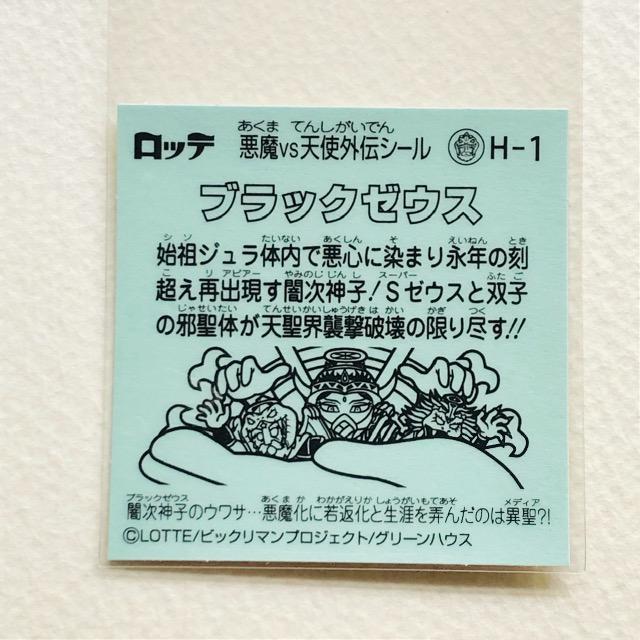 ロッテ 悪魔VS天使外伝シール H-1
あくま てんしがいでん
ブラックゼウス
シソ たいない あくしん そ えいねん とき
始祖ジュラ体内で悪心に染まり永年の刻
こ リアピアー やみのじじんし スーパー ふたご
超え再出現す闇次神子!Sゼウスと双子
じゃせいたい てんせいかいしゅうげきはかい かぎ つく
の邪聖体が天聖界襲撃破壊の限り尽す!!
ブラックゼウス あくまか わかがえりか しょうがいもてあそ メディア
闇次神子のウワサ…悪魔化に若返化と生涯を弄んだのは異聖?!
©LOTTE/ビックリマンプロジェクト/グリーンハウス